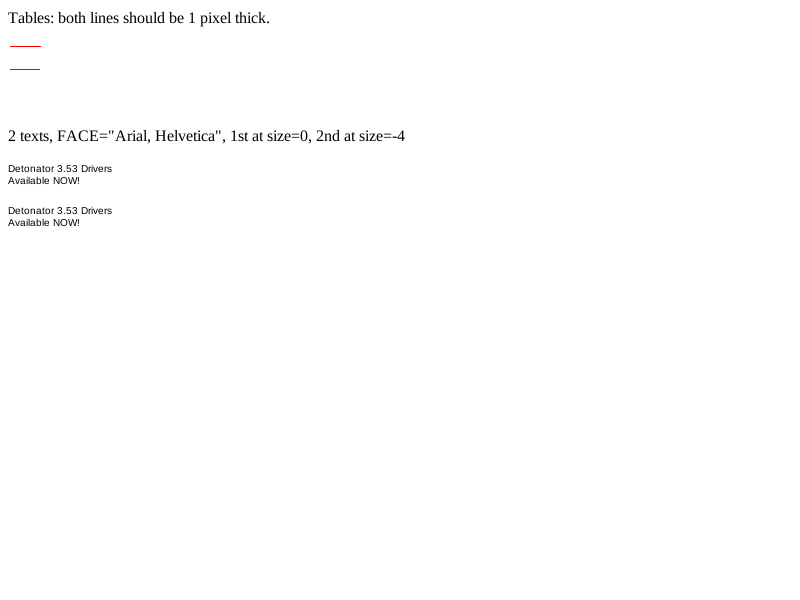 Tables: both lines should be 1 pixel thick.
2 texts, FACE="Arial, Helvetica", 1st at size=0, 2nd at size=-4
Detonator 3.53 Drivers
Available NOW!
Detonator 3.53 Drivers
Available NOW!